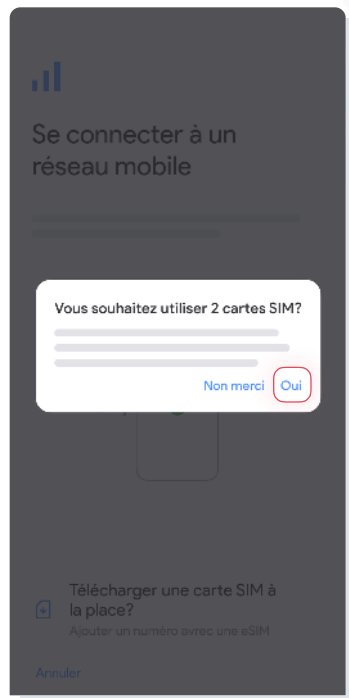 Se connecter à un
réseau mobile
Vous souhaitez utiliser 2 cartes SIM?
Non merci Oui
Télécharger une carte SIM à
la place?
Ajouter un numéro avrec une eSIM
Annuler